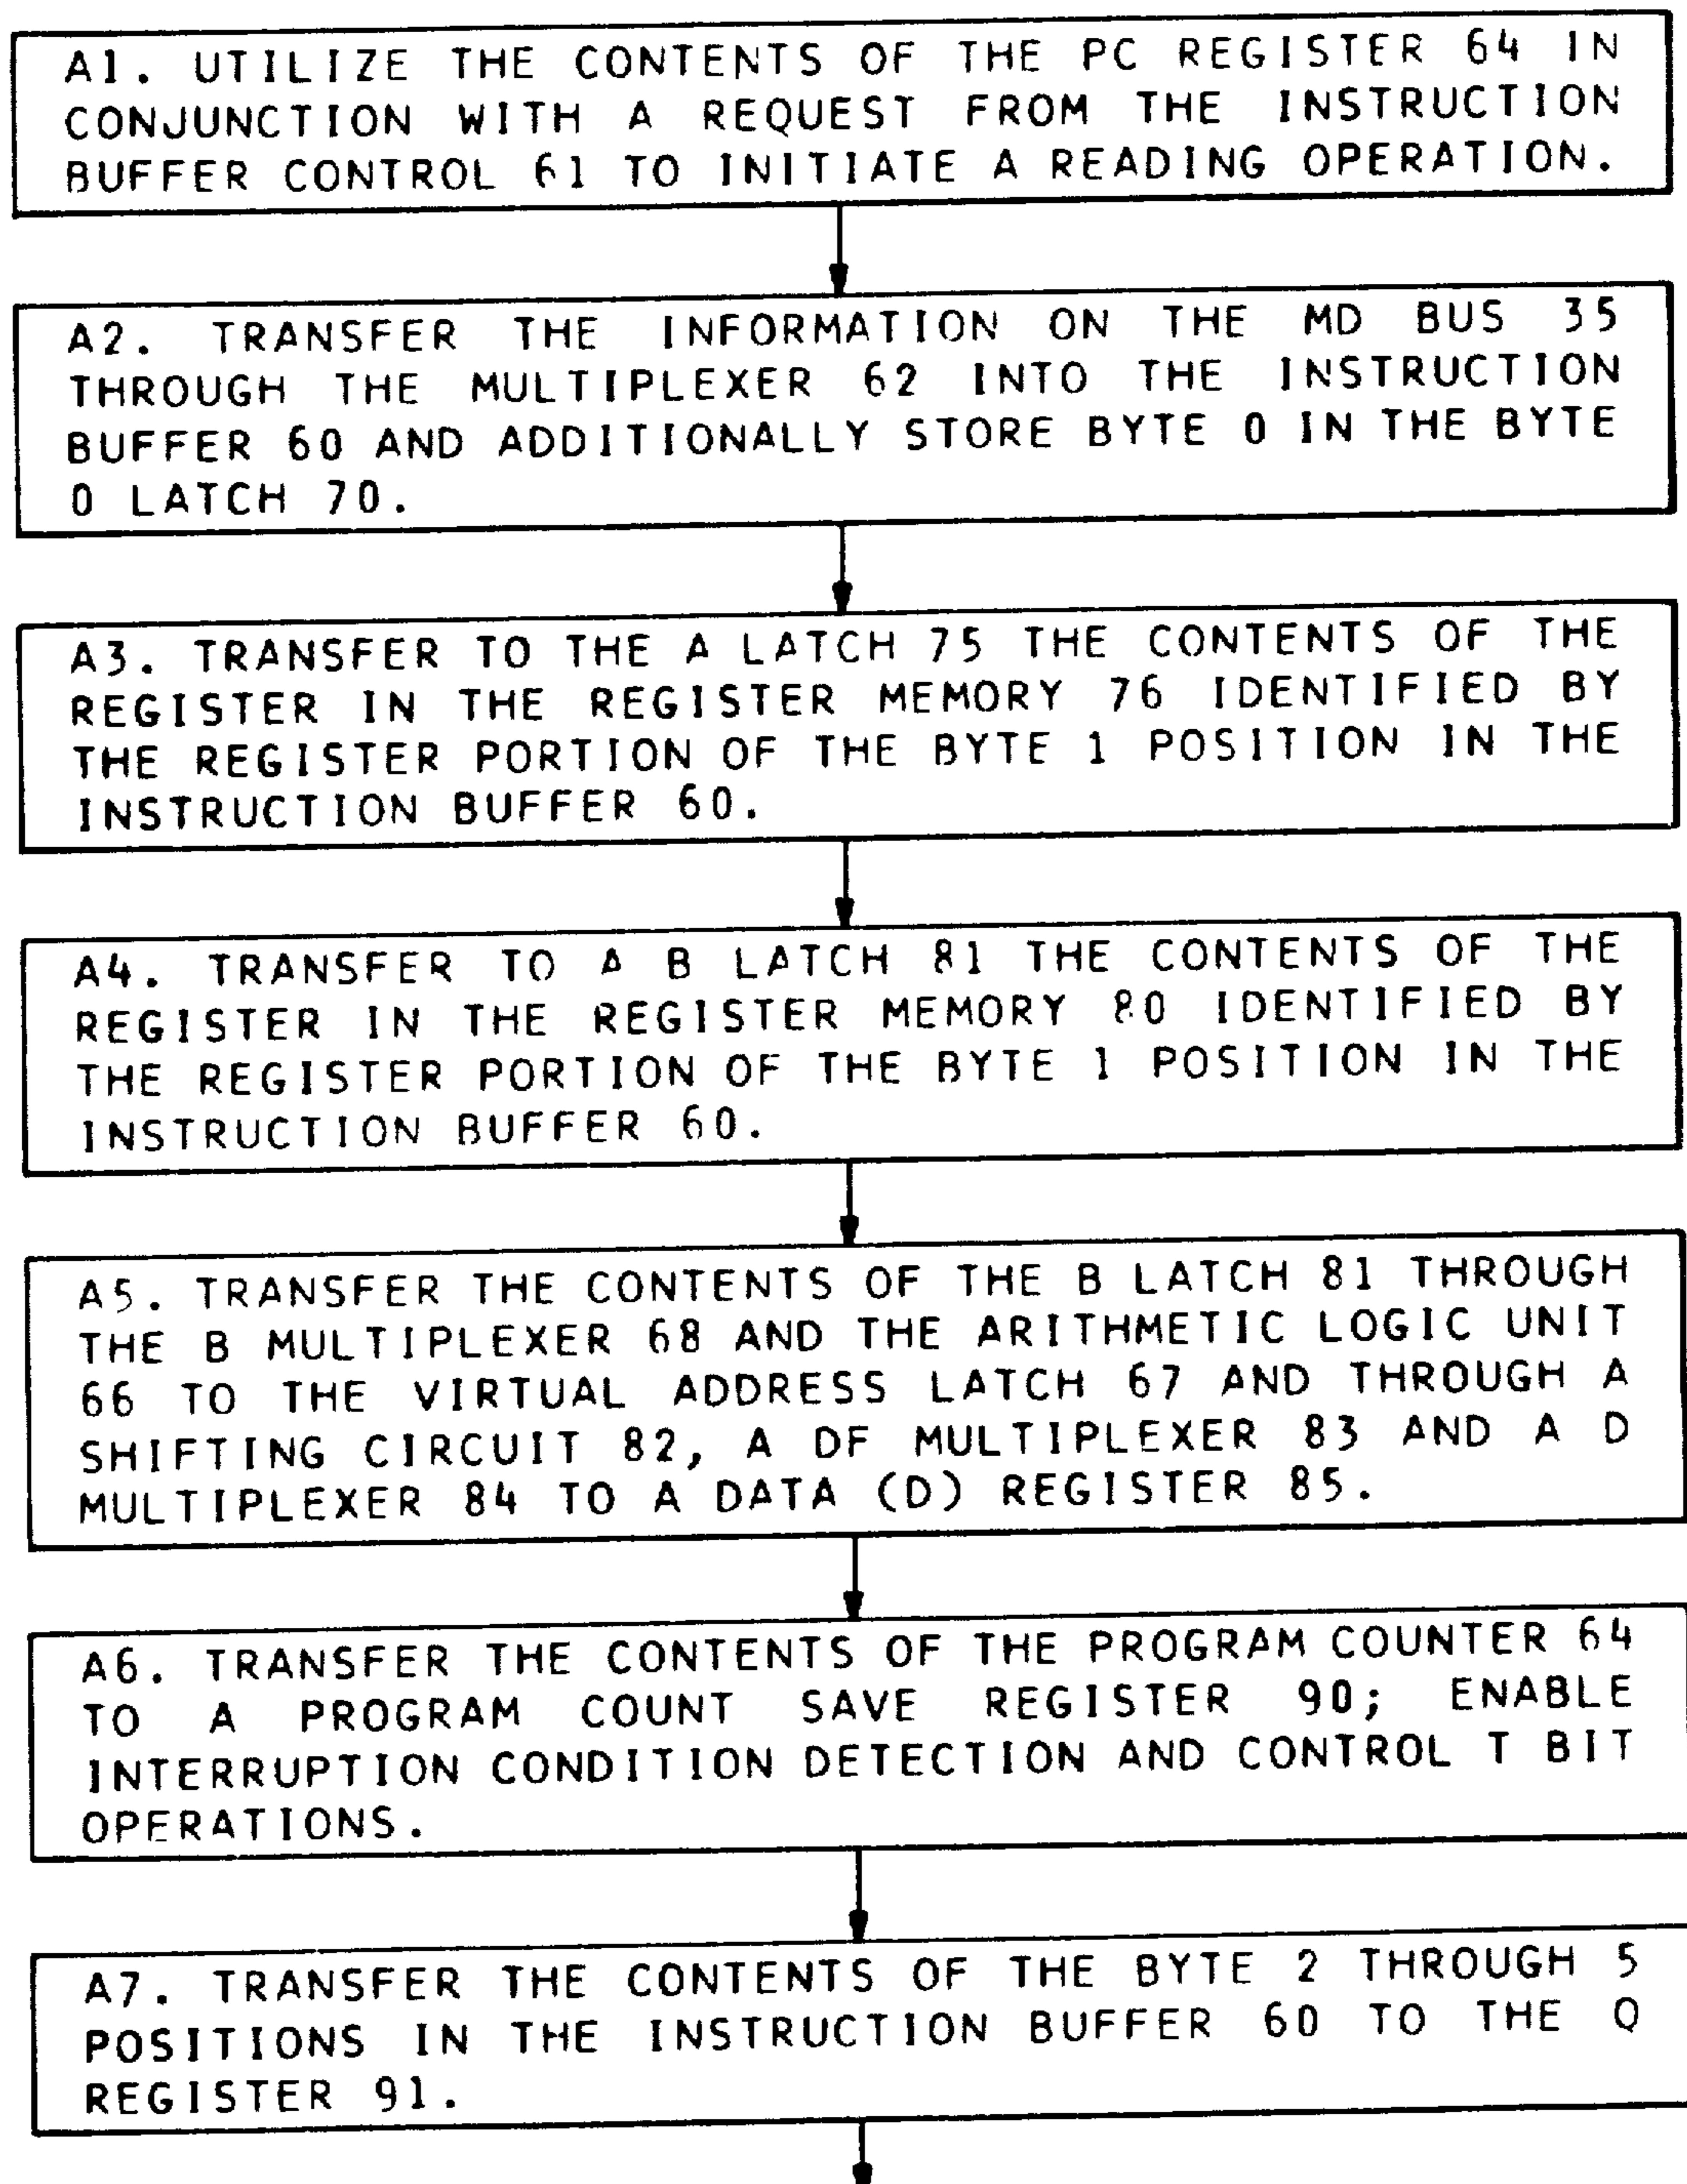 A1. UTILIZE THE CONTENTS OF THE PC REGISTER 64 IN
CONJUNCTION WITH A REQUEST FROM THE INSTRUCTION
BUFFER CONTROL 61 TO INITIATE A READING OPERATION.
A2. TRANSFER THE INFORMATION ON THE MD BUS 35
THROUGH THE MULTIPLEXER 62 INTO THE INSTRUCTION
BUFFER 60 AND ADDITIONALLY STORE BYTE 0 IN THE BYTE
0 LATCH 70.
A3. TRANSFER TO THE A LATCH 75 THE CONTENTS OF THE
REGISTER IN THE REGISTER MEMORY 76 IDENTIFIED BY
THE REGISTER PORTION OF THE BYTE 1 POSITION IN THE
INSTRUCTION BUFFER 60.
A4. TRANSFER TO A B LATCH 81 THE CONTENTS OF THE
REGISTER IN THE REGISTER MEMORY 80 IDENTIFIED BY
THE REGISTER PORTION OF THE BYTE 1 POSITION IN THE
INSTRUCTION BUFFER 60.
A5. TRANSFER THE CONTENTS OF THE B LATCH 81 THROUGH
THE B MULTIPLEXER 68 AND THE ARITHMETIC LOGIC UNIT
66 TO THE VIRTUAL ADDRESS LATCH 67 AND THROUGH A
SHIFTING CIRCUIT 82, A DF MULTIPLEXER 83 AND A D
MULTIPLEXER 84 TO A DATA (D) REGISTER 85.
A6. TRANSFER THE CONTENTS OF THE PROGRAM COUNTER 64
TO A PROGRAM COUNT SAVE REGISTER 90; ENABLE
INTERRUPTION CONDITION DETECTION AND CONTROL T BIT
OPERATIONS.
A7. TRANSFER THE CONTENTS OF THE BYTE 2 THROUGH 5
POSITIONS IN THE INSTRUCTION BUFFER 60 TO THE Q
REGISTER 91.